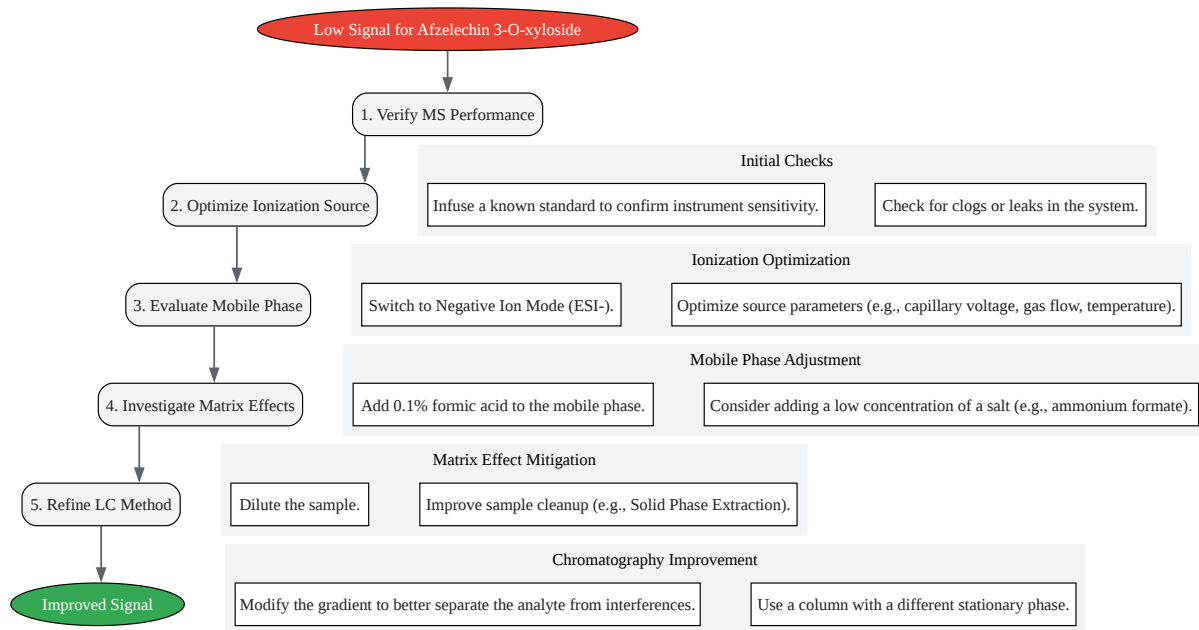 Low Signal for Afzelechin 3-O-xyloside
1. Verify MS Performance
Initial Checks
2. Optimize Ionization Source
Infuse a known standard to confirm instrument sensitivity.
Check for clogs or leaks in the system.
Ionization Optimization
3. Evaluate Mobile Phase
Switch to Negative Ion Mode (ESI-).
Optimize source parameters (e.g., capillary voltage, gas flow, temperature).
Mobile Phase Adjustment
4. Investigate Matrix Effects
Add 0.1% formic acid to the mobile phase.
Consider adding a low concentration of a salt (e.g., ammonium formate).
Matrix Effect Mitigation
5. Refine LC Method
Dilute the sample.
Improve sample cleanup (e.g., Solid Phase Extraction).
Chromatography Improvement
Improved Signal
Modify the gradient to better separate the analyte from interferences.
Use a column with a different stationary phase.